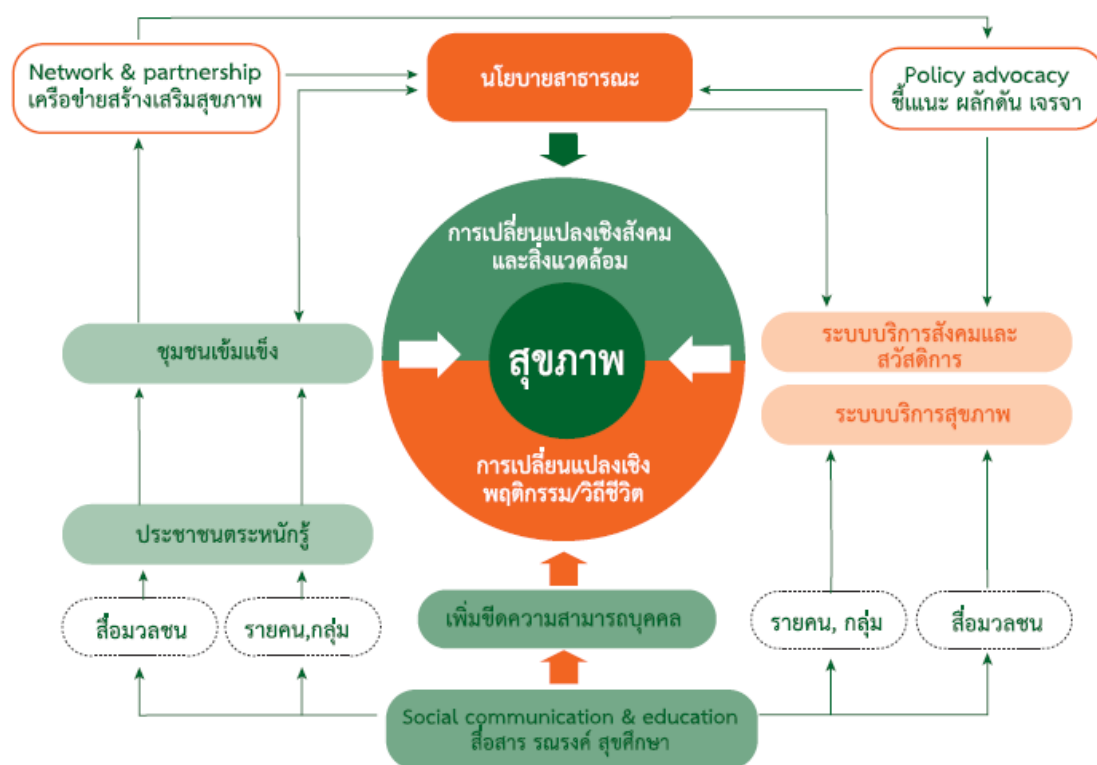 Network & partnership
เครือข่ายสร้างเสริมสุขภาพ
นโยบายสาธารณะ
Policy advocacy
ชี้แนะ ผลักดัน เจรจา
การเปลี่ยนแปลงเชิงสังคม
และสิ่งแวดล้อม
ชุมชนเข้มแข็ง
สุขภาพ
ระบบบริการสังคมและ
สวัสดิการ
ระบบบริการสุขภาพ
การเปลี่ยนแปลงเชิง
พฤติกรรม/วิถีชีวิต
ประชาชนตระหนักรู้
สื่อมวลชน
รายคน,กลุ่ม
เพิ่มขีดความสามารถบุคคล
รายคน, กลุ่ม
สื่อมวลชน
Social communication & education
สื่อสาร รณรงค์ สุขศึกษา